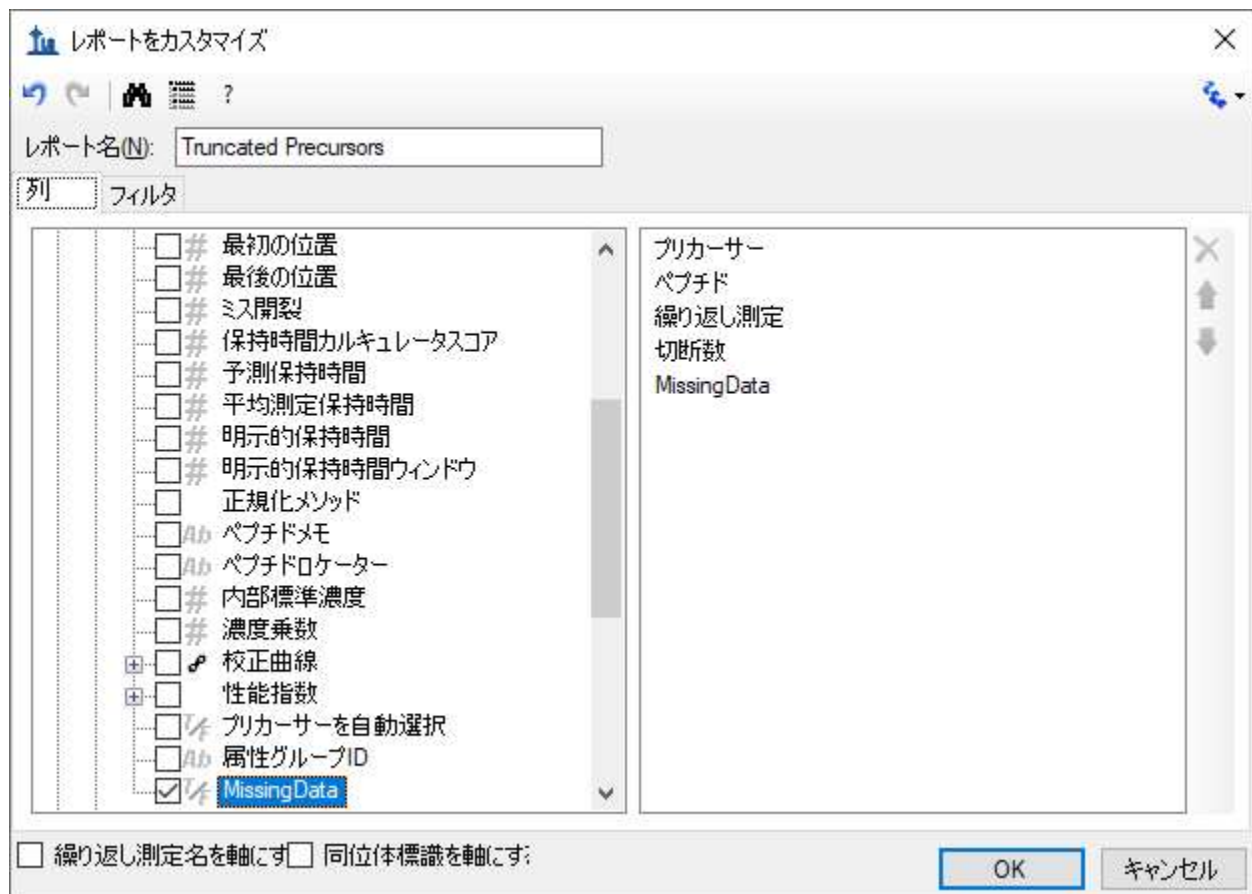 レポートをカスタマイズ
?
レポート名(N): Truncated Precursors
列 フィルタ
# 最初の位置
# 最後の位置
# ミス開裂
# 保持時間カルキュレータスコア
# 予測保持時間
# 平均測定保持時間
# 明示的保持時間
# 明示的保持時間ウィンドウ
正規化メソッド
Ab ペプチドメモ
Ab ペプチドロケーター
# 内部標準濃度
# 濃度乗数
校正曲線
性能指数
T/F プリカーサーを自動選択
Ab 属性グループID
T/F MissingData
プリカーサー
ペプチド
繰り返し測定
切断数
MissingData
繰り返し測定名を軸にす 同位体標識を軸にす
OK キャンセル